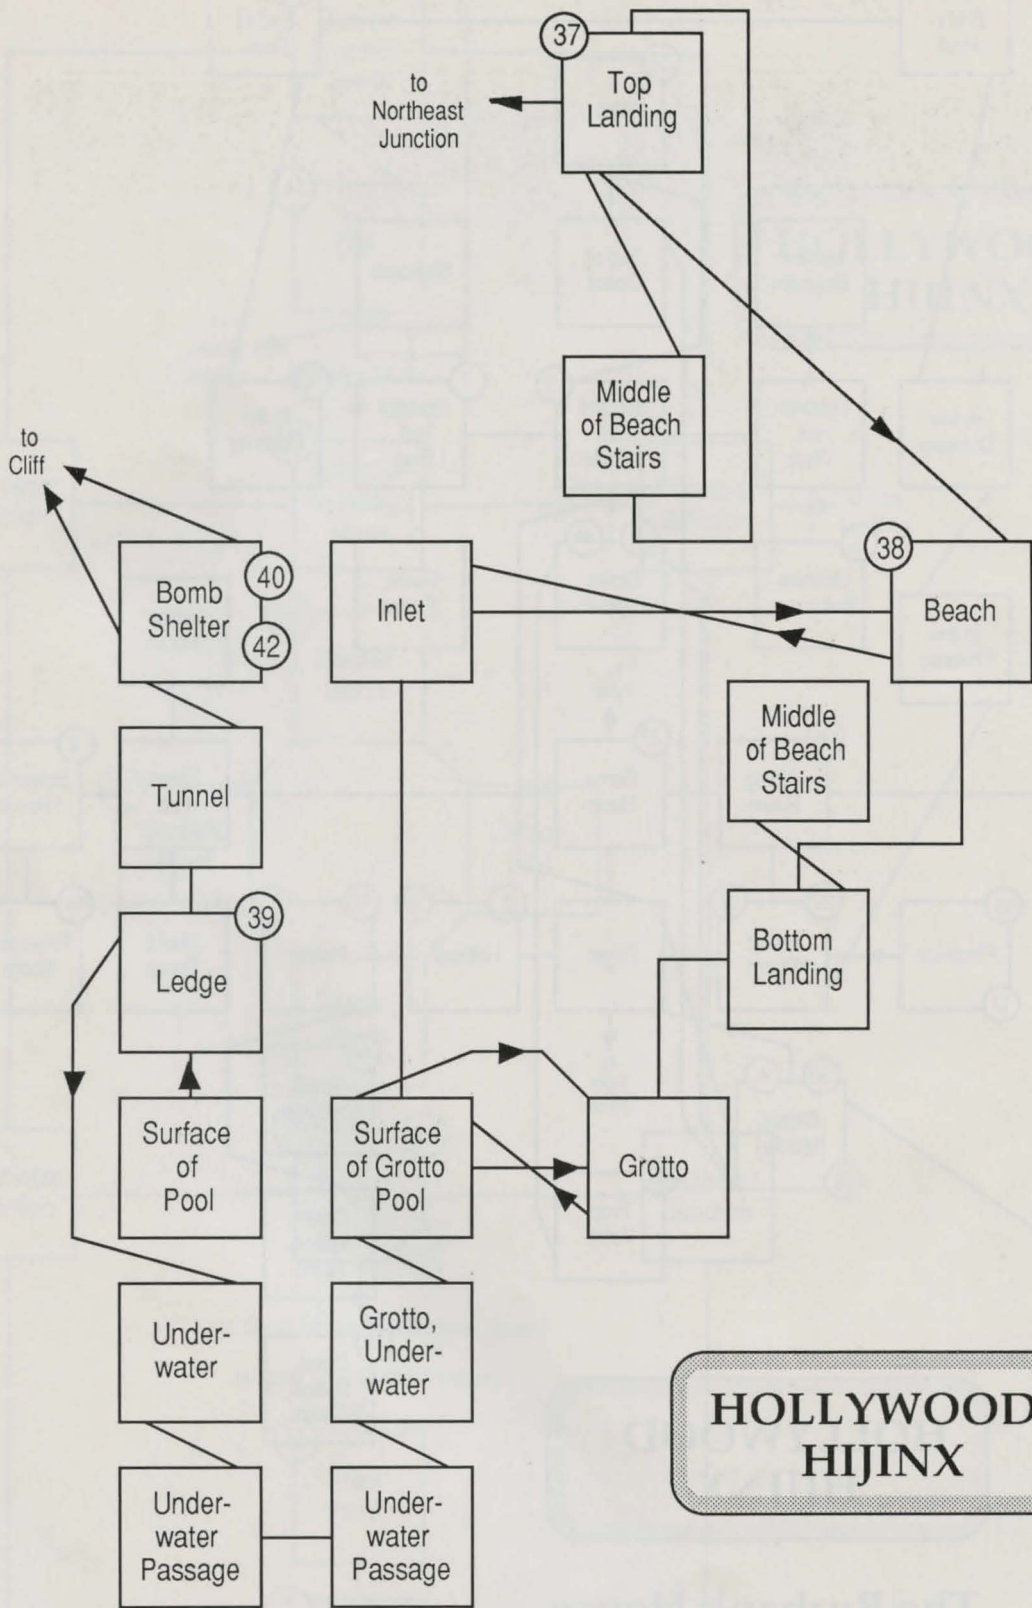 37
Top
Landing
to
Northeast
Junction
Middle
of Beach
Stairs
to
Cliff
Bomb
Shelter
40
42
Inlet
38
Beach
Middle
of Beach
Stairs
Tunnel
39
Ledge
Bottom
Landing
Surface
of
Pool
Surface
of Grotto
Pool
Grotto
Under-
water
Grotto,
Under-
water
Under-
water
Passage
Under-
water
Passage
HOLLYWOOD
HIJINX